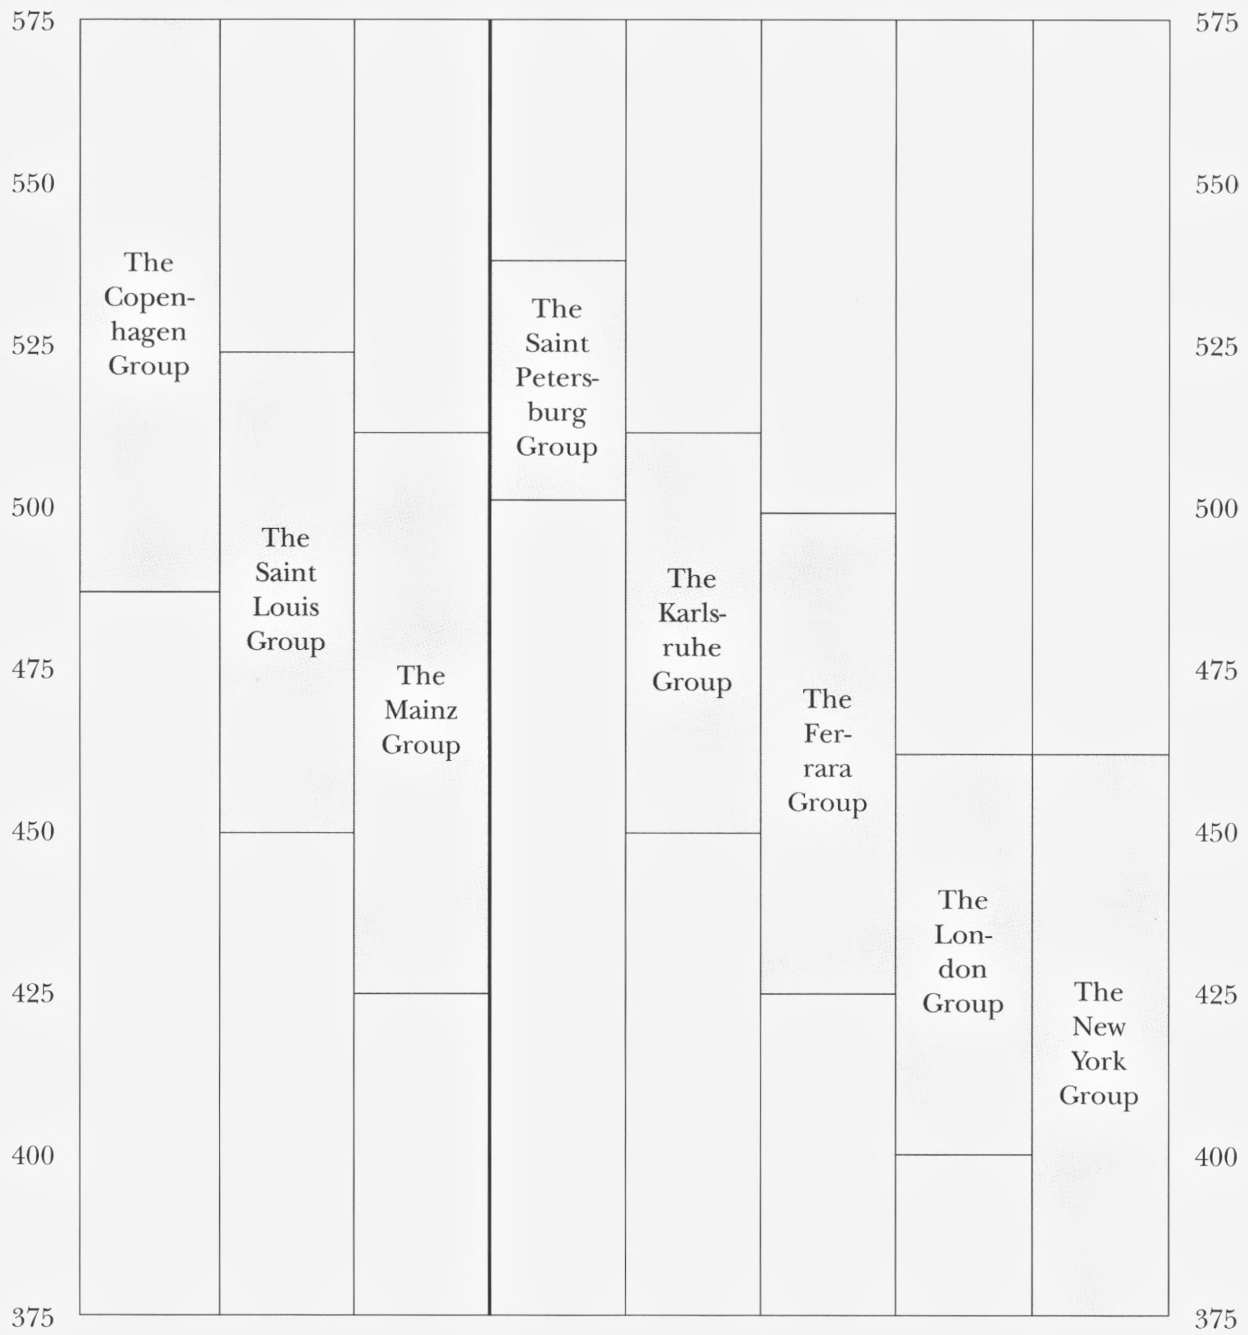 575
550
525
500
475
450
425
400
375
The
Copen-
hagen
Group
The
Saint
Louis
Group
The
Mainz
Group
The
Saint
Peters-
burg
Group
The
Karls-
ruhe
Group
The
Fer-
rara
Group
The
Lon-
don
Group
The
New
York
Group
575
550
525
500
475
450
425
400
375